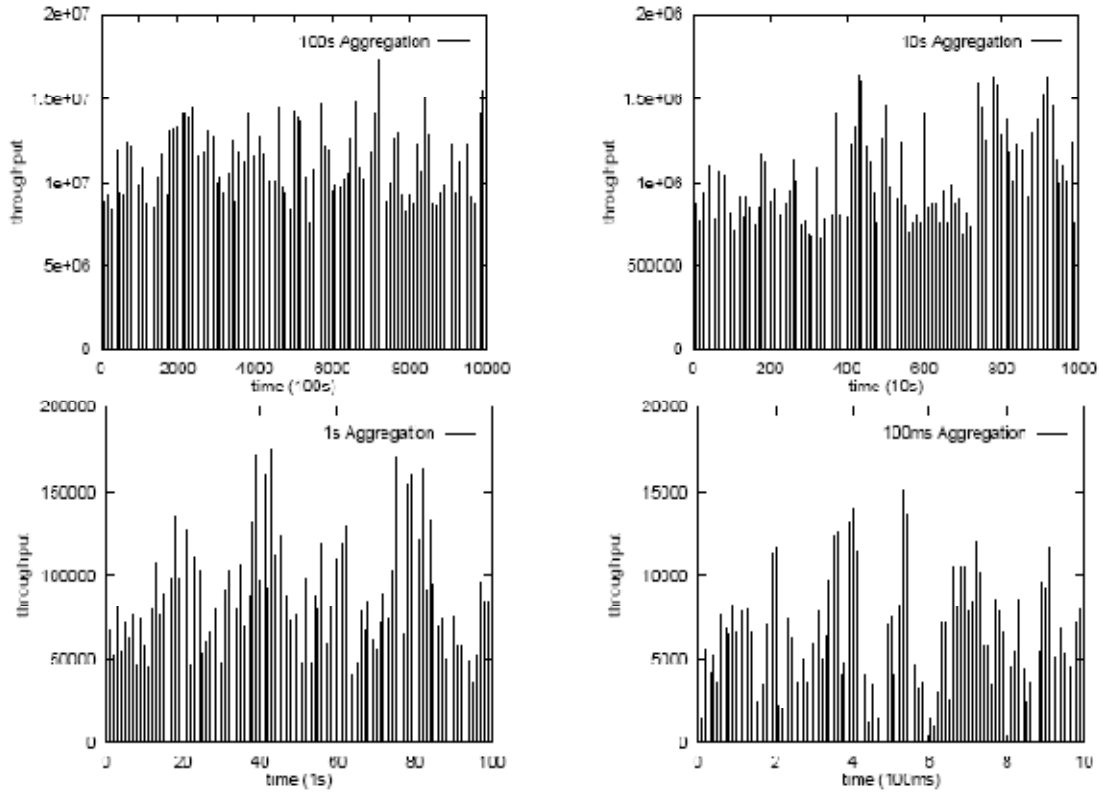 2e+07
100s Aggregation
1.5e+07
throughput
1e+07
5e+06
0
0 2000 4000 6000 8000 10000
time (100s)
2e+06
10s Aggregation
1.5e+06
throughput
1e+06
500000
0
0 200 400 600 800 1000
time (10s)
200000
1s Aggregation
150000
throughput
100000
50000
0
0 20 40 60 80 100
time (1s)
20000
100ms Aggregation
15000
throughput
10000
5000
0
0 2 4 6 8 10
time (100ms)